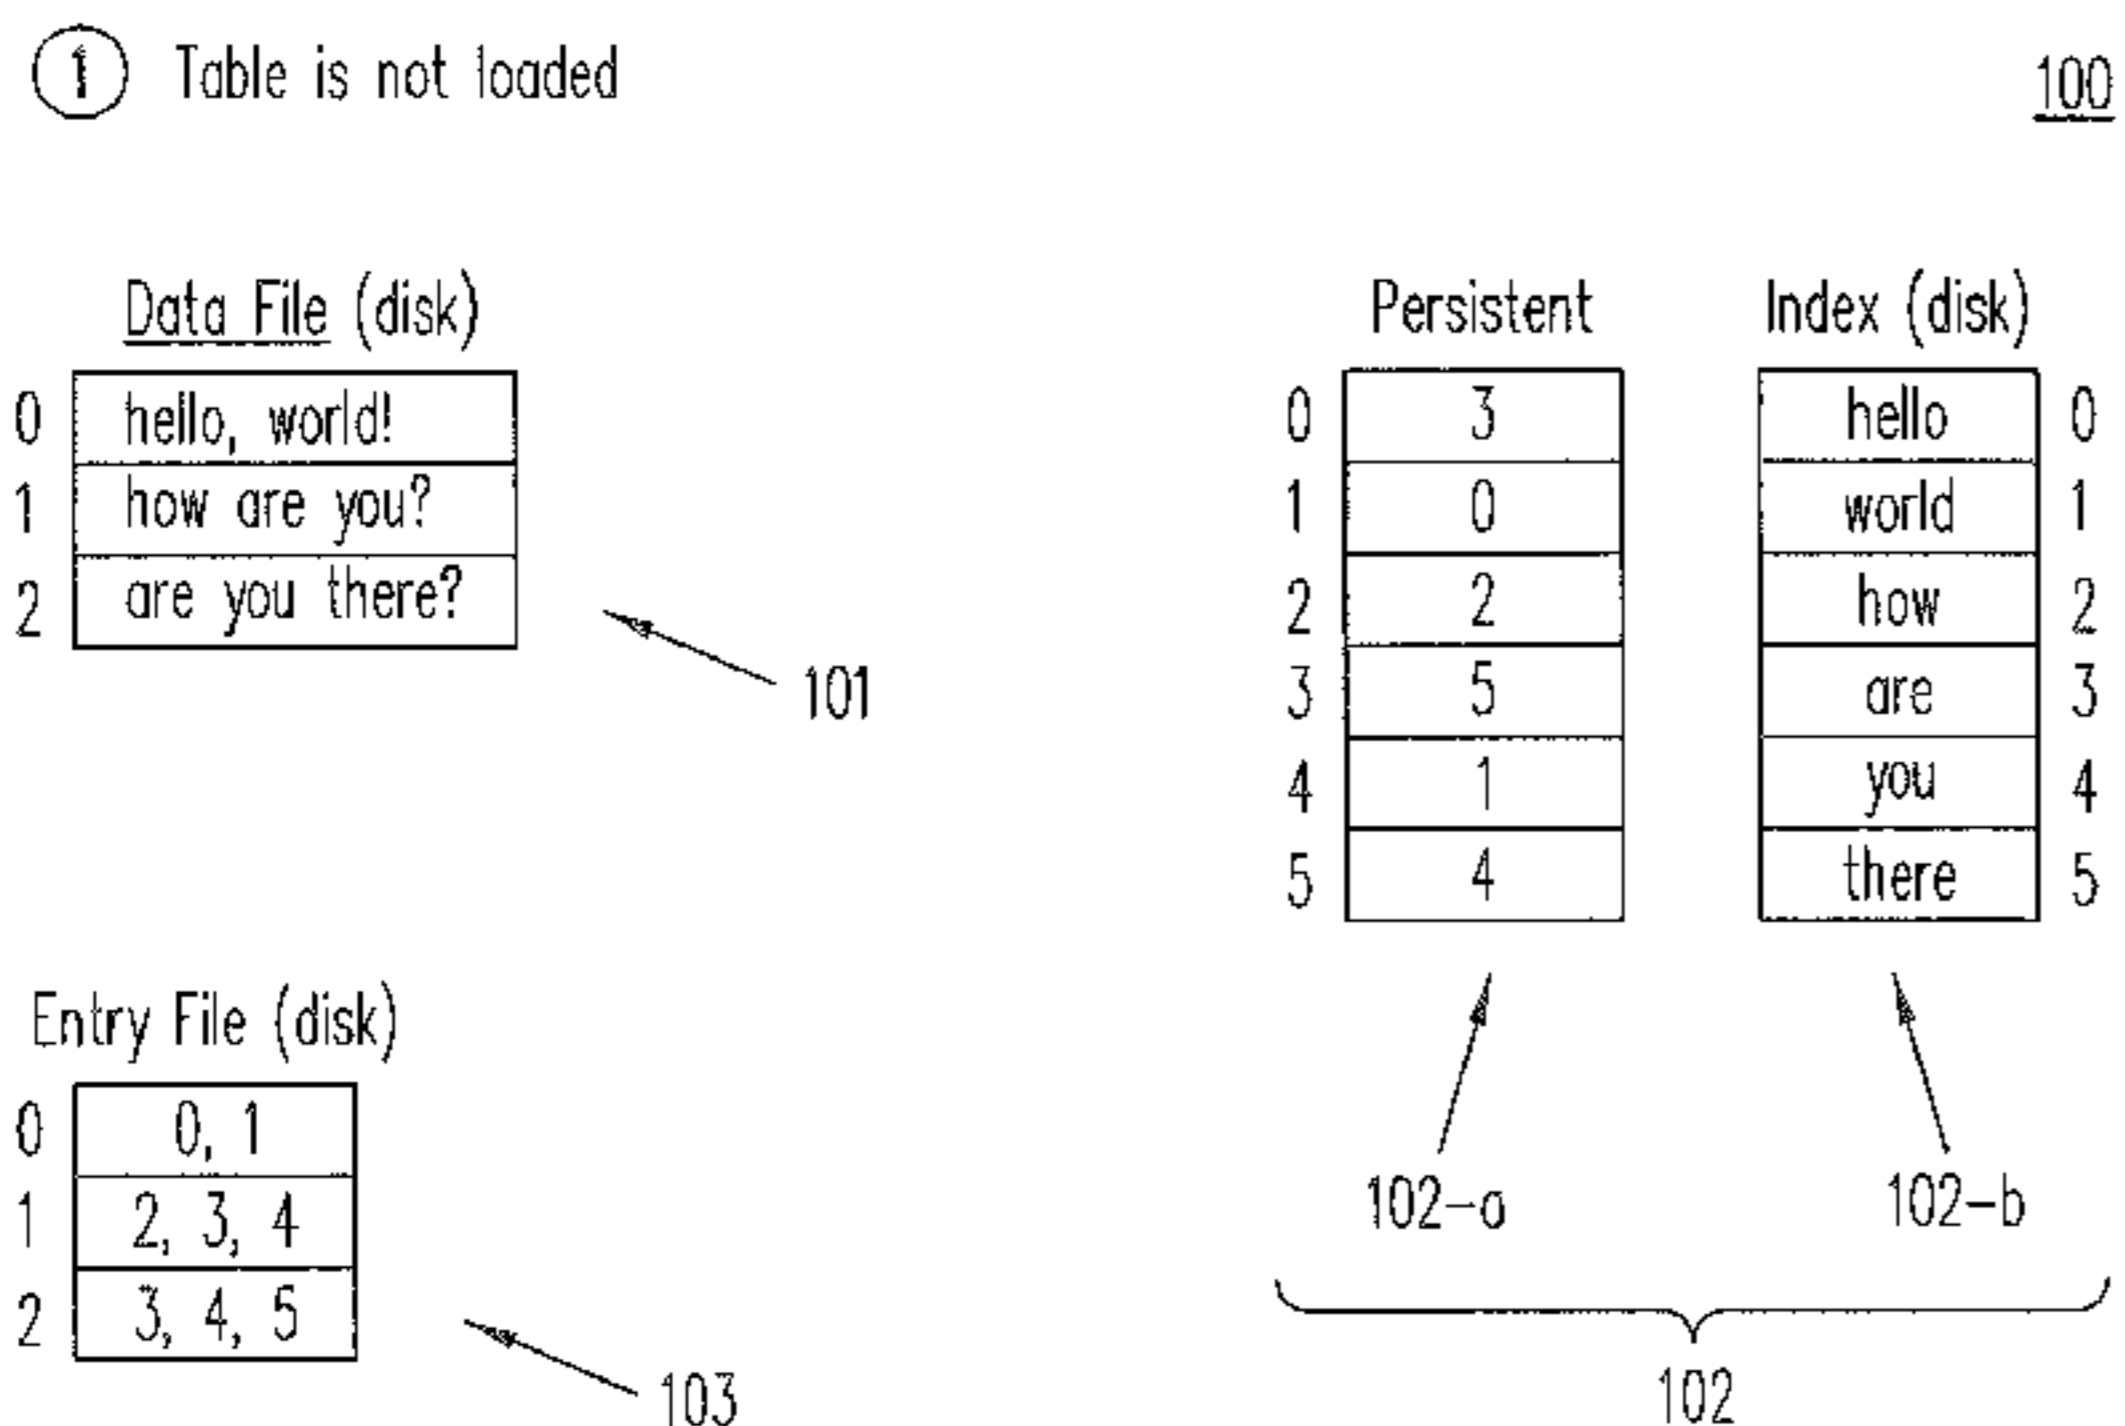 1 Table is not loaded
100
Data File (disk)
0 hello, world!
1 how are you?
2 are you there?
101
Entry File (disk)
0 0, 1
1 2, 3, 4
2 3, 4, 5
103
Persistent Index (disk)
0 3 hello 0
1 0 world 1
2 2 how 2
3 5 are 3
4 1 you 4
5 4 there 5
102-a 102-b
102